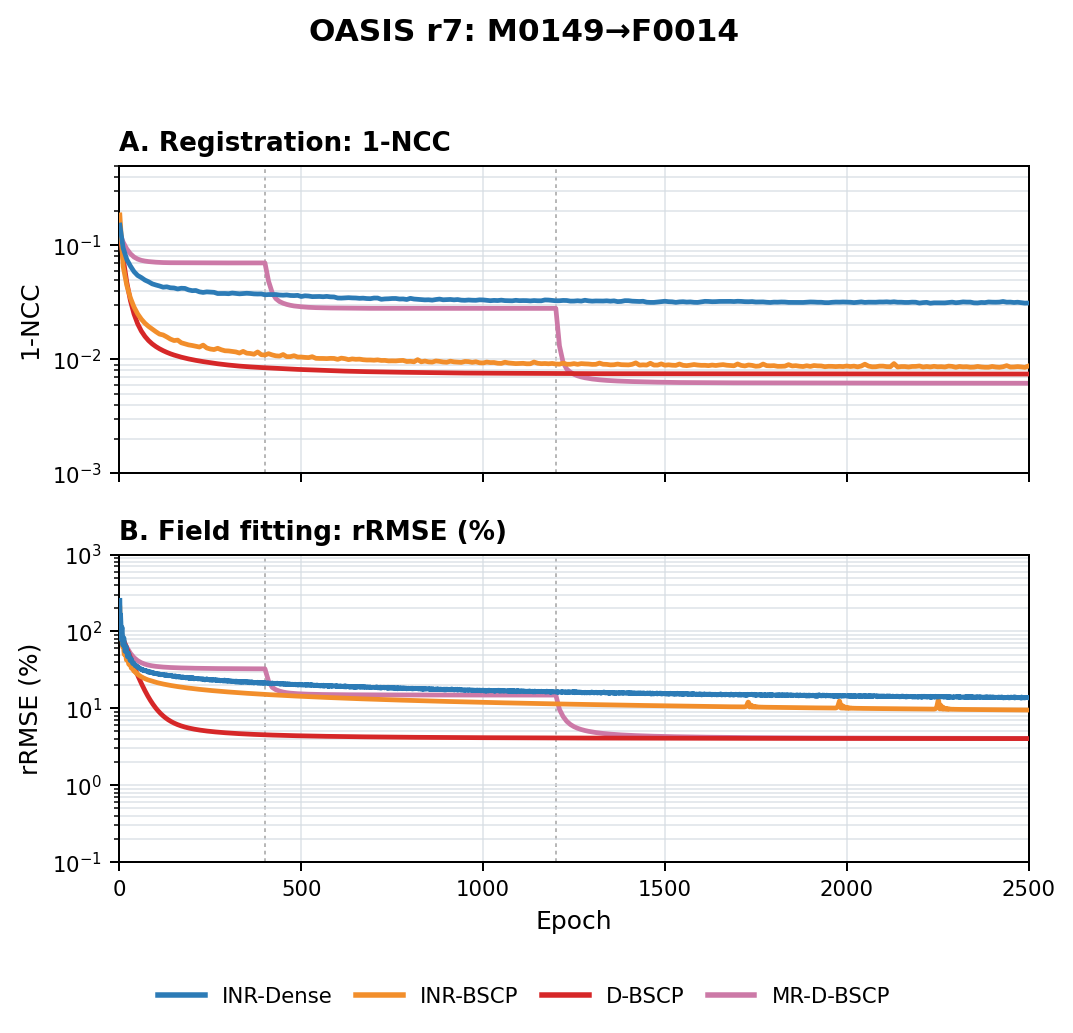 OASIS r7: M0149→F0014
A. Registration: 1-NCC
1-NCC
10⁻¹
10⁻²
10⁻³
B. Field fitting: rRMSE (%)
rRMSE (%)
10³
10²
10¹
10⁰
10⁻¹
0 500 1000 1500 2000 2500
Epoch
INR-Dense INR-BSCP D-BSCP MR-D-BSCP